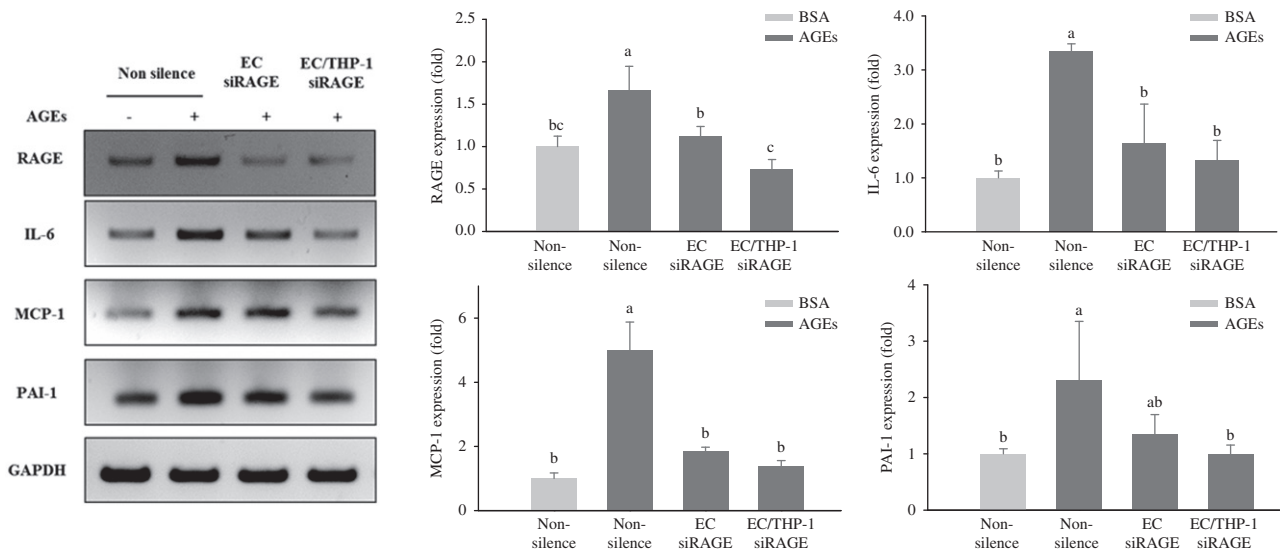 Non silence
EC
siRAGE
EC/THP-1
siRAGE
AGEs
-
+
+
+
RAGE
IL-6
MCP-1
PAI-1
GAPDH
RAGE expression (fold)
2.5
2.0
1.5
1.0
0.5
0.0
BSA
AGEs
bc
a
b
c
Non-
silence
Non-
silence
EC
siRAGE
EC/THP-1
siRAGE
IL-6 expression (fold)
4.0
3.0
2.0
1.0
0.0
BSA
AGEs
b
a
b
b
Non-
silence
Non-
silence
EC
siRAGE
EC/THP-1
siRAGE
MCP-1 expression (fold)
6
4
2
0
BSA
AGEs
b
a
b
b
Non-
silence
Non-
silence
EC
siRAGE
EC/THP-1
siRAGE
PAI-1 expression (fold)
4
3
2
1
0
BSA
AGEs
b
a
ab
b
Non-
silence
Non-
silence
EC
siRAGE
EC/THP-1
siRAGE